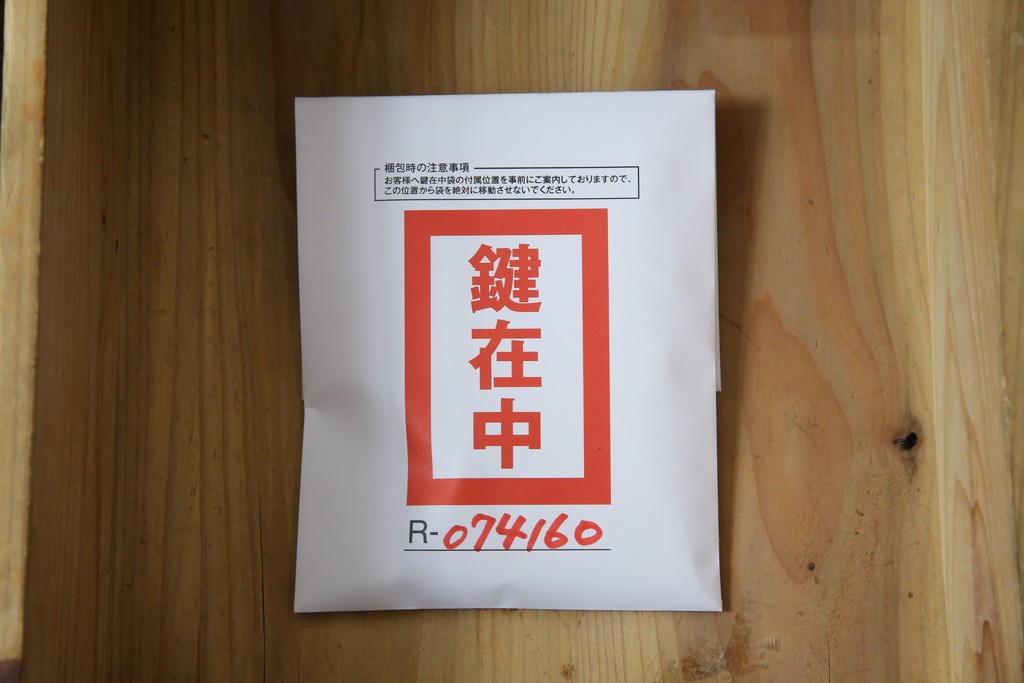 梱包時の注意事項
お客様へ鍵在中袋の付属位置を事前にご案内しておりますので、
この位置から袋を絶対に移動させないでください。
鍵在中
R-074160